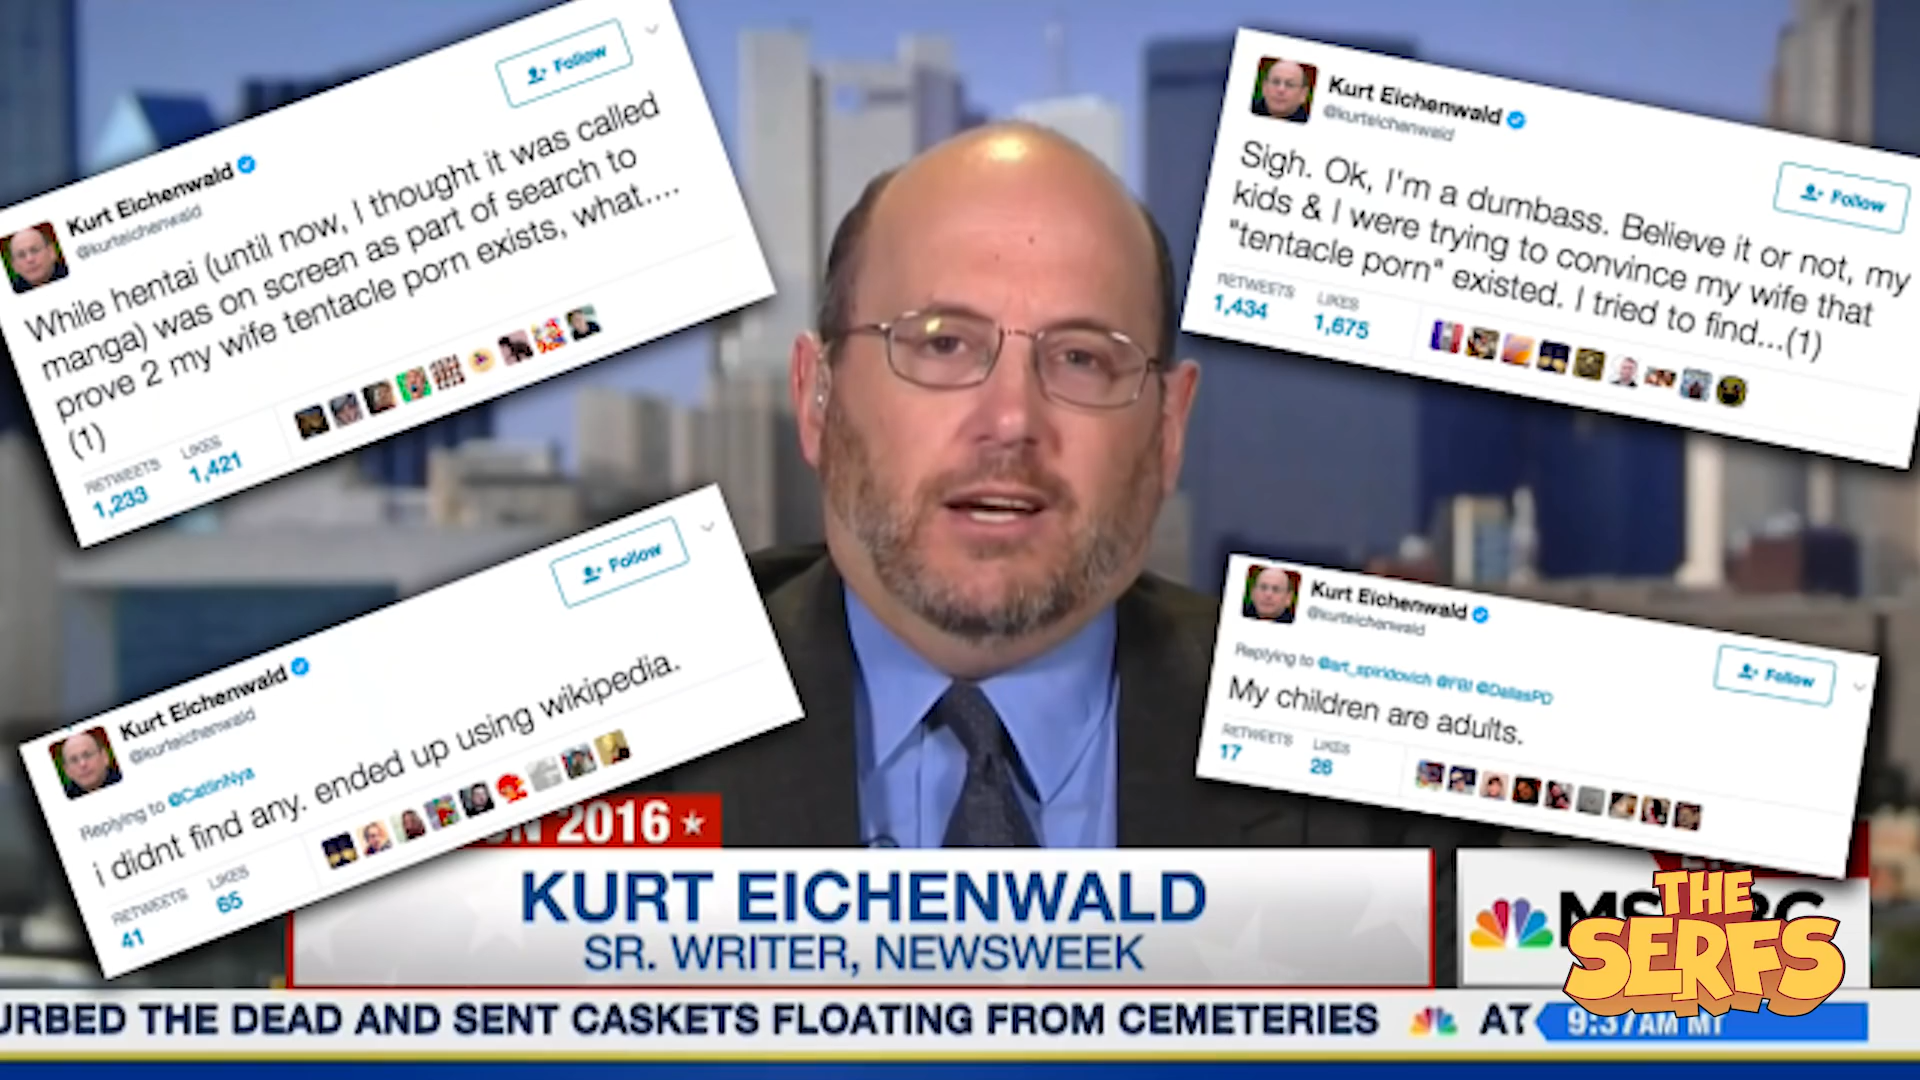 Follow
Kurt Eichenwald
@kurteichenwald
While hentai (until now, I thought it was called
manga) was on screen as part of search to
prove 2 my wife tentacle porn exists, what....
(1)
RETWEETS LIKES
1,233 1,421
Kurt Eichenwald
@kurteichenwald
Follow
Sigh. Ok, I'm a dumbass. Believe it or not, my
kids & I were trying to convince my wife that
"tentacle porn" existed. I tried to find...(1)
RETWEETS LIKES
1,434 1,675
Follow
Kurt Eichenwald
@kurteichenwald
Replying to @CatlinNya
i didnt find any. ended up using wikipedia.
RETWEETS LIKES
41 65
Kurt Eichenwald
@kurteichenwald
Follow
Replying to @art_spiridovich @FBI @DallasPD
My children are adults.
RETWEETS LIKES
17 26
2016
KURT EICHENWALD
SR. WRITER, NEWSWEEK
THE
SERFS
URBED THE DEAD AND SENT CASKETS FLOATING FROM CEMETERIES AT
9:37AM MT